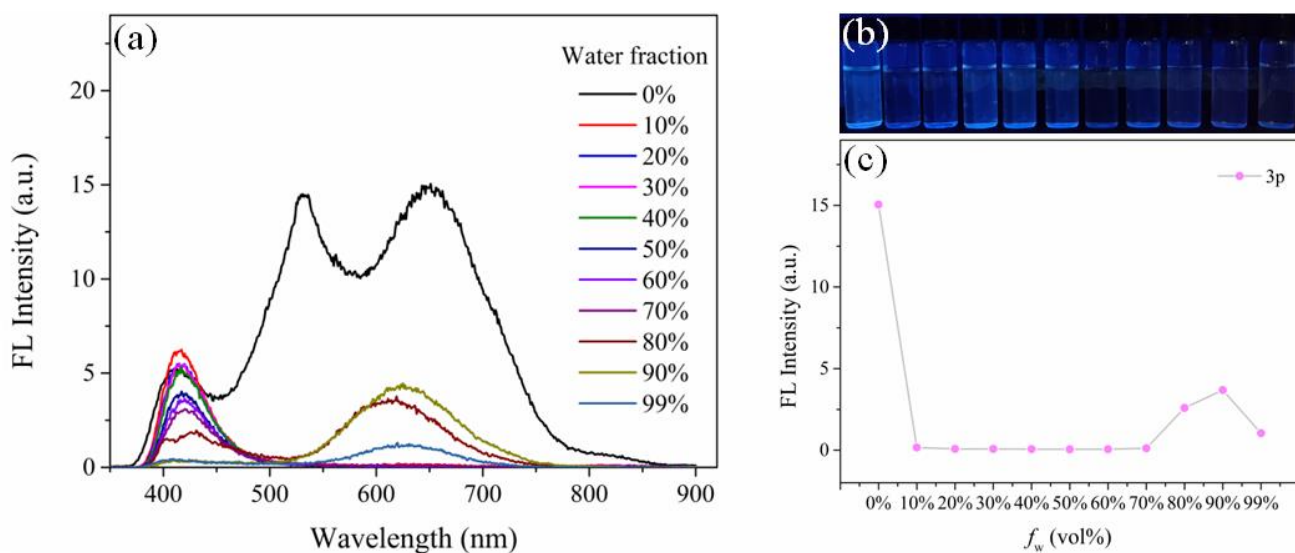 (a)
Water fraction
0%
10%
20%
30%
40%
50%
60%
70%
80%
90%
99%
20
15
10
5
0
FL Intensity (a.u.)
400 500 600 700 800 900
Wavelength (nm)
(b)
(c)
3p
15
10
5
0
FL Intensity (a.u.)
0% 10% 20% 30% 40% 50% 60% 70% 80% 90% 99%
fw (vol%)